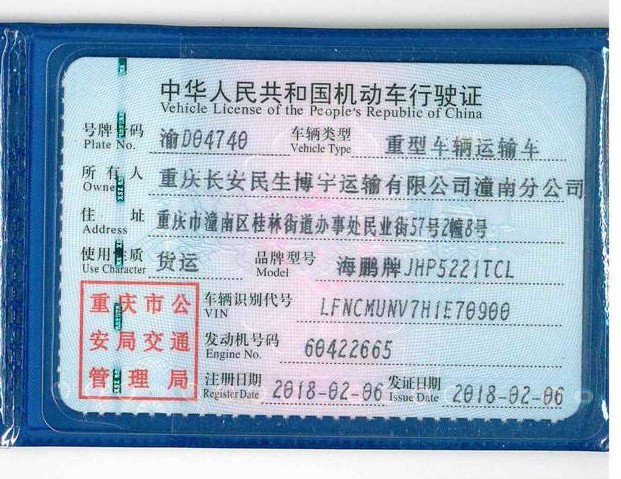 中华人民共和国机动车行驶证
Vehicle License of the People's Republic of China
号牌号码 渝D04740 车辆类型 重型车辆运输车
Plate No. Vehicle Type
所有人 重庆长安民生博宇运输有限公司潼南分公司
Owner
住址 重庆市潼南区桂林街道办事处民业街57号2幢8号
Address
使用性质 货运 品牌型号 海鹏牌JHP5221TCL
Use Character Model
重庆市公
安局交通
管理局
车辆识别代号 LFNCMUNV7H1E70900
VIN
发动机号码 60422665
Engine No.
注册日期 2018-02-06 发证日期 2018-02-06
Register Date Issue Date